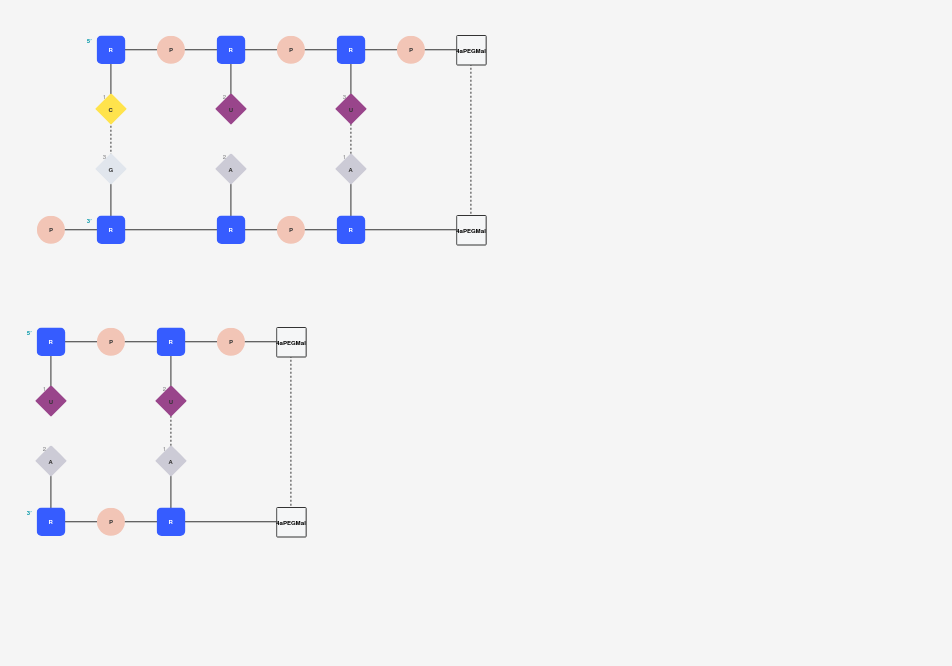 5' R P R P R P 4aPEGMal
1 C 2 U 3 U
3 G 2 A 1 A
P 3' R R P R 4aPEGMal
5' R P R P 4aPEGMal
1 U 2 U
2 A 1 A
3' R P R 4aPEGMal